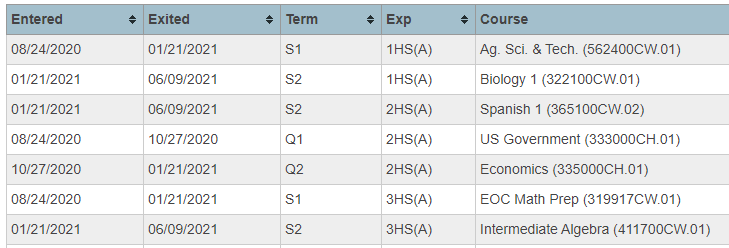 Entered Exited Term Exp Course
08/24/2020 01/21/2021 S1 1HS(A) Ag. Sci. & Tech. (562400CW.01)
01/21/2021 06/09/2021 S2 1HS(A) Biology 1 (322100CW.01)
01/21/2021 06/09/2021 S2 2HS(A) Spanish 1 (365100CW.02)
08/24/2020 10/27/2020 Q1 2HS(A) US Government (333000CH.01)
10/27/2020 01/21/2021 Q2 2HS(A) Economics (335000CH.01)
08/24/2020 01/21/2021 S1 3HS(A) EOC Math Prep (319917CW.01)
01/21/2021 06/09/2021 S2 3HS(A) Intermediate Algebra (411700CW.01)